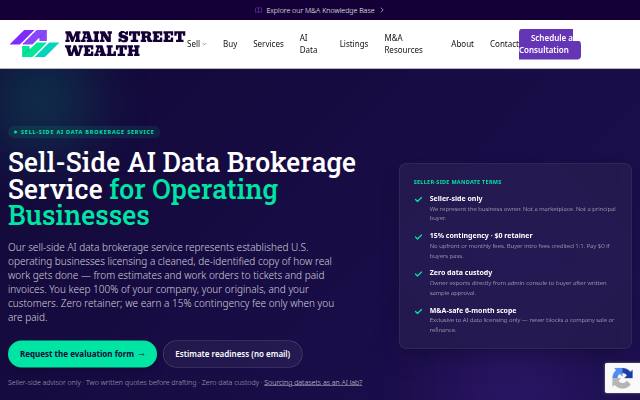 Explore our M&A Knowledge Base
MAIN STREET
WEALTH
Sell
Buy
Services
AI
Data
Listings
M&A
Resources
About
Contact
Schedule a
Consultation
SELL-SIDE AI DATA BROKERAGE SERVICE
Sell-Side AI Data Brokerage
Service for Operating
Businesses
Our sell-side AI data brokerage service represents established U.S.
operating businesses licensing a cleaned, de-identified copy of how real
work gets done — from estimates and work orders to tickets and paid
invoices. You keep 100% of your company, your originals, and your
customers. Zero retainer; we earn a 15% contingency fee only when you
are paid.
Request the evaluation form →
Estimate readiness (no email)
Seller-side advisor only · Two written quotes before drafting · Zero data custody · Sourcing datasets as an AI lab?
SELLER-SIDE MANDATE TERMS
Seller-side only
We represent the business owner. Not a marketplace. Not a principal
buyer.
15% contingency · $0 retainer
No upfront or monthly fees. Buyer intro fees credited 1:1. Pay $0 if
buyers pass.
Zero data custody
Owner exports directly from admin console to buyer after written
sample approval.
M&A-safe 6-month scope
Exclusive to AI data licensing only — never blocks a company sale or
refinance.